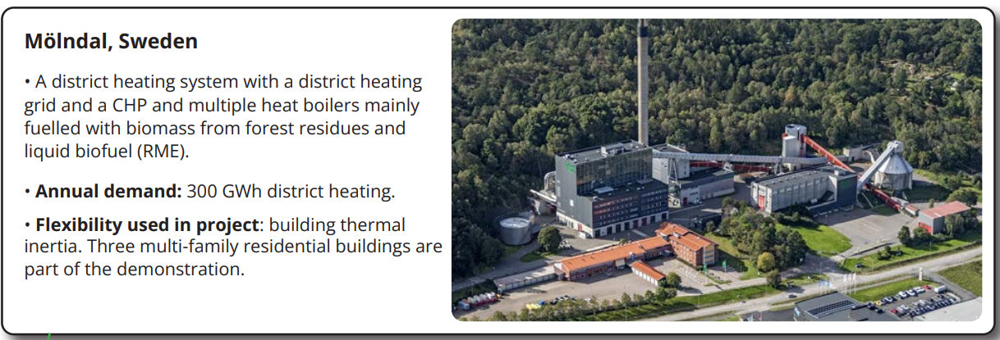 Mölndal, Sweden
• A district heating system with a district heating
grid and a CHP and multiple heat boilers mainly
fuelled with biomass from forest residues and
liquid biofuel (RME).
• Annual demand: 300 GWh district heating.
• Flexibility used in project: building thermal
inertia. Three multi-family residential buildings are
part of the demonstration.